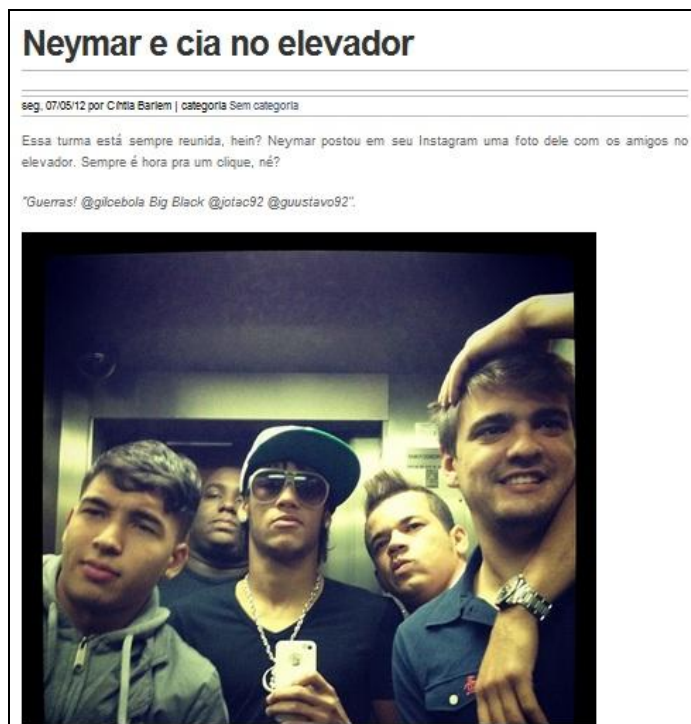 Neymar e cia no elevador
seg, 07/05/12 por Cíntia Barlem | categoria Sem categoria
Essa turma está sempre reunida, hein? Neymar postou em seu Instagram uma foto dele com os amigos no
elevador. Sempre é hora pra um clique, né?
"Guerras! @gilcebola Big Black @jotac92 @guustavo92".